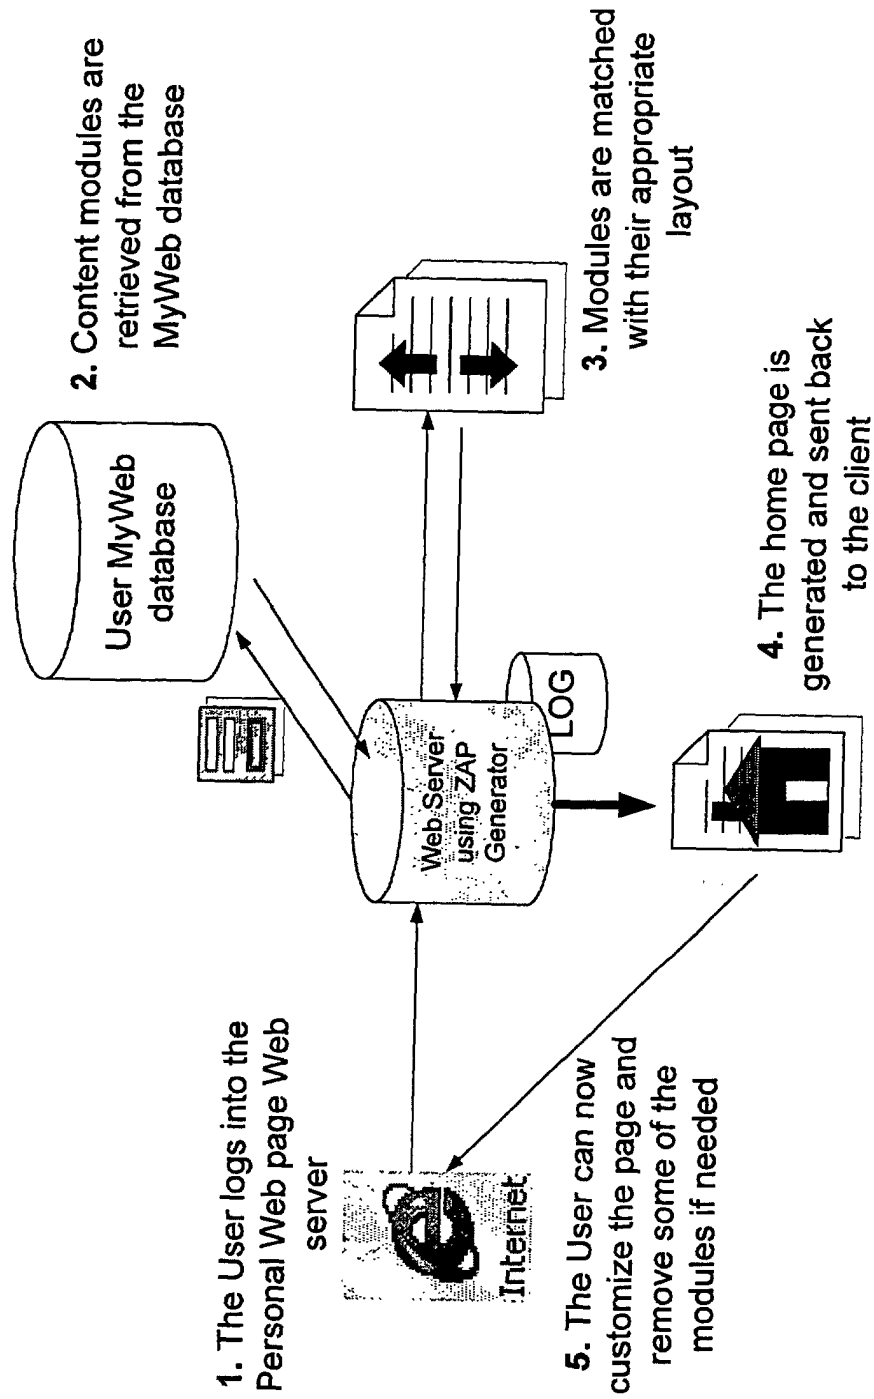 1. The User logs into the
Personal Web page Web
server
Internet
2. Content modules are
retrieved from the
MyWeb database
User MyWeb
database
Web Server
using ZAP
Generator
LOG
3. Modules are matched
with their appropriate
layout
4. The home page is
generated and sent back
to the client
5. The User can now
customize the page and
remove some of the
modules if needed